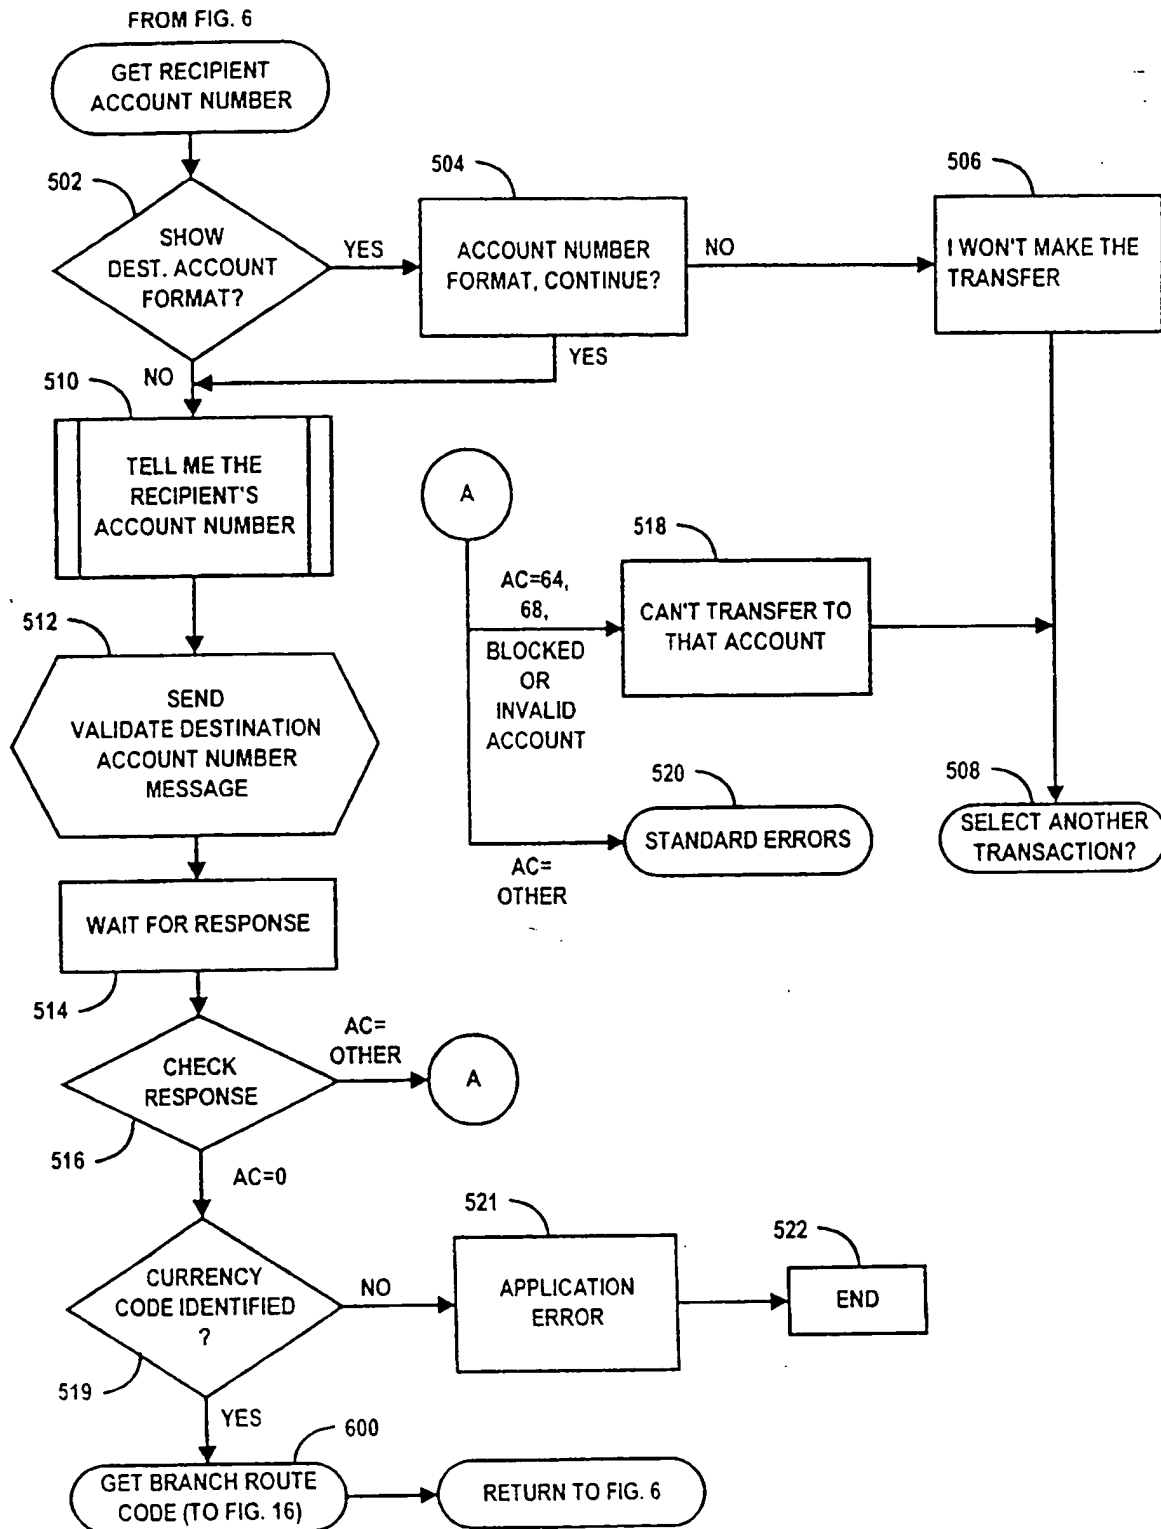 FROM FIG. 6
GET RECIPIENT
ACCOUNT NUMBER
502
SHOW
DEST. ACCOUNT
FORMAT?
YES
504
ACCOUNT NUMBER
FORMAT, CONTINUE?
NO
506
I WON'T MAKE THE
TRANSFER
YES
NO
510
TELL ME THE
RECIPIENT'S
ACCOUNT NUMBER
A
AC=64,
68,
BLOCKED
OR
INVALID
ACCOUNT
518
CAN'T TRANSFER TO
THAT ACCOUNT
512
SEND
VALIDATE DESTINATION
ACCOUNT NUMBER
MESSAGE
520
STANDARD ERRORS
AC=
OTHER
508
SELECT ANOTHER
TRANSACTION?
WAIT FOR RESPONSE
514
CHECK
RESPONSE
AC=
OTHER
A
516
AC=0
CURRENCY
CODE IDENTIFIED
?
NO
521
APPLICATION
ERROR
522
END
519
YES
600
GET BRANCH ROUTE
CODE (TO FIG. 16)
RETURN TO FIG. 6